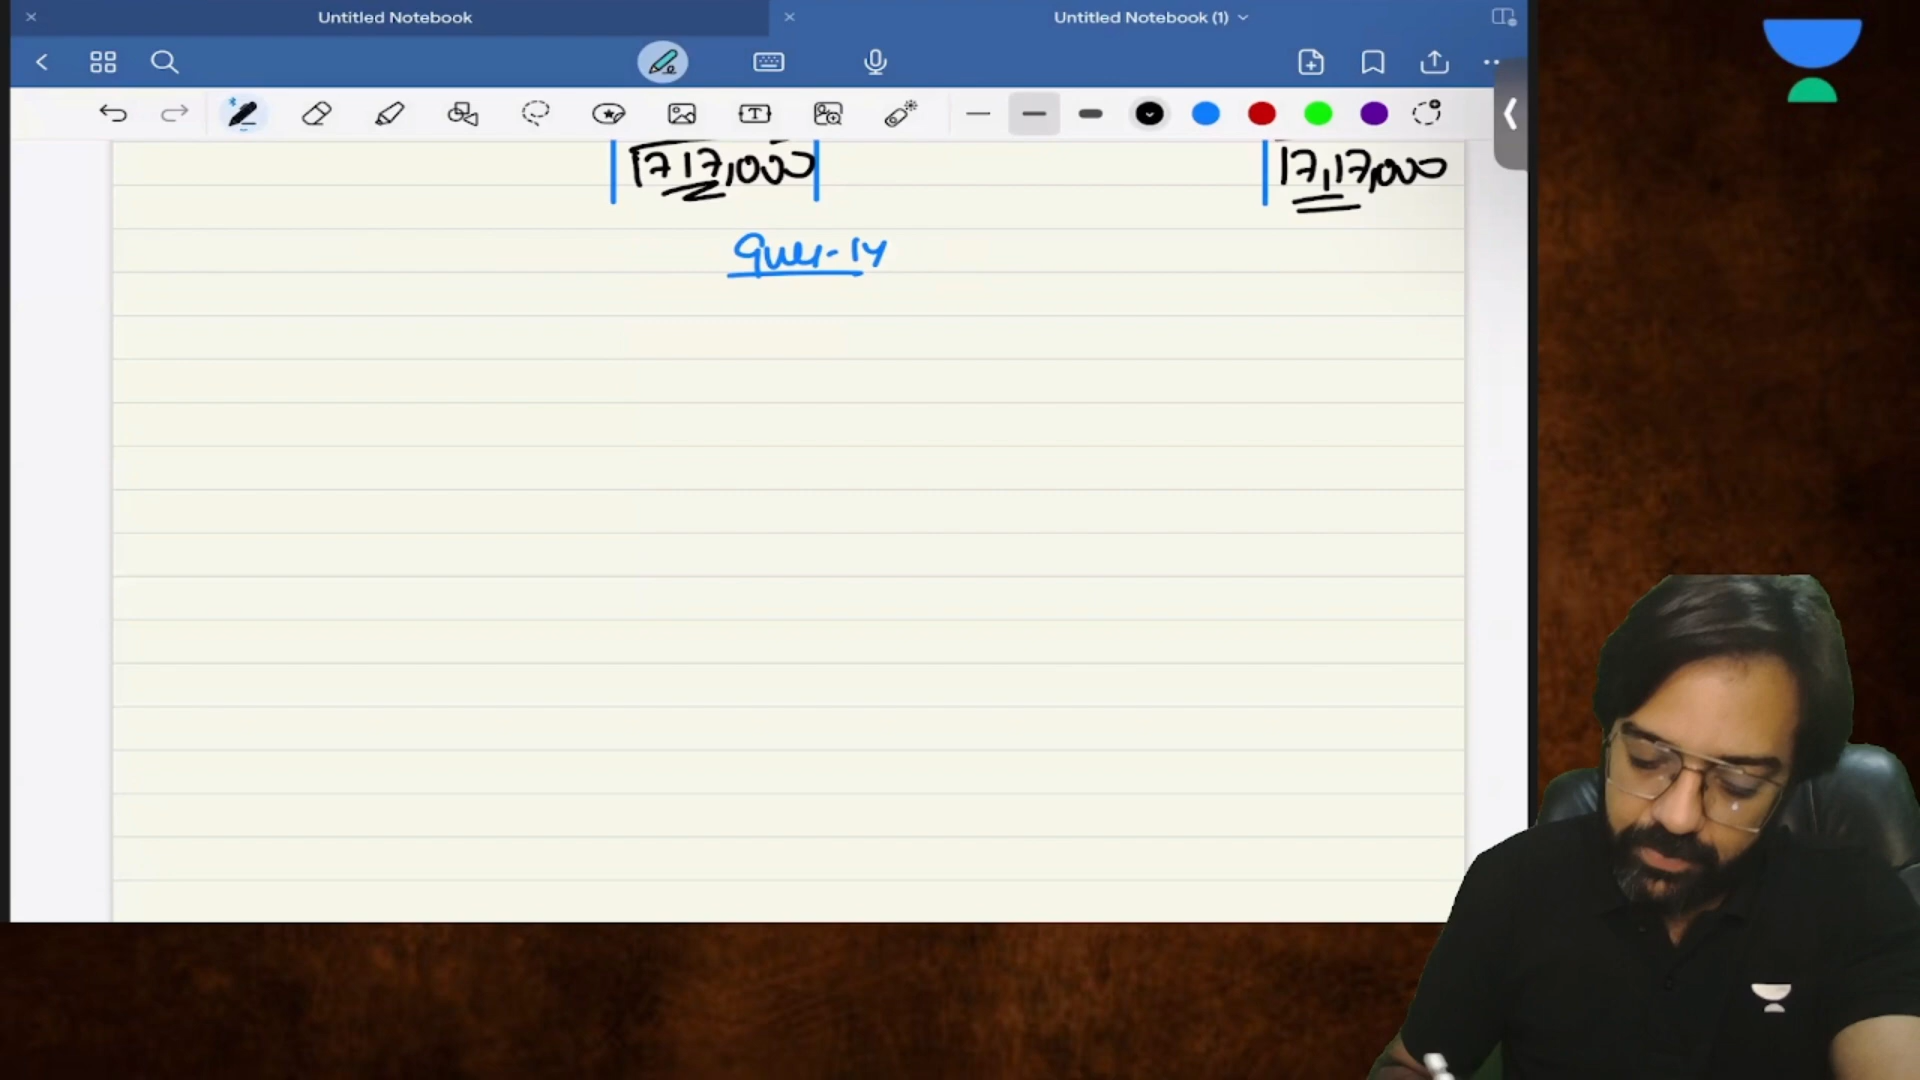 Untitled Notebook
Untitled Notebook (1)
17,17,000
17,17,000
Ques-14